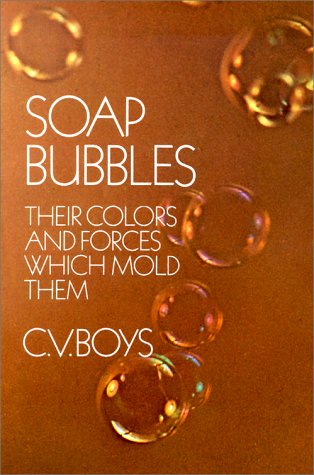 SOAP
BUBBLES
THEIR COLORS
AND FORCES
WHICH MOLD
THEM
C.V. BOYS